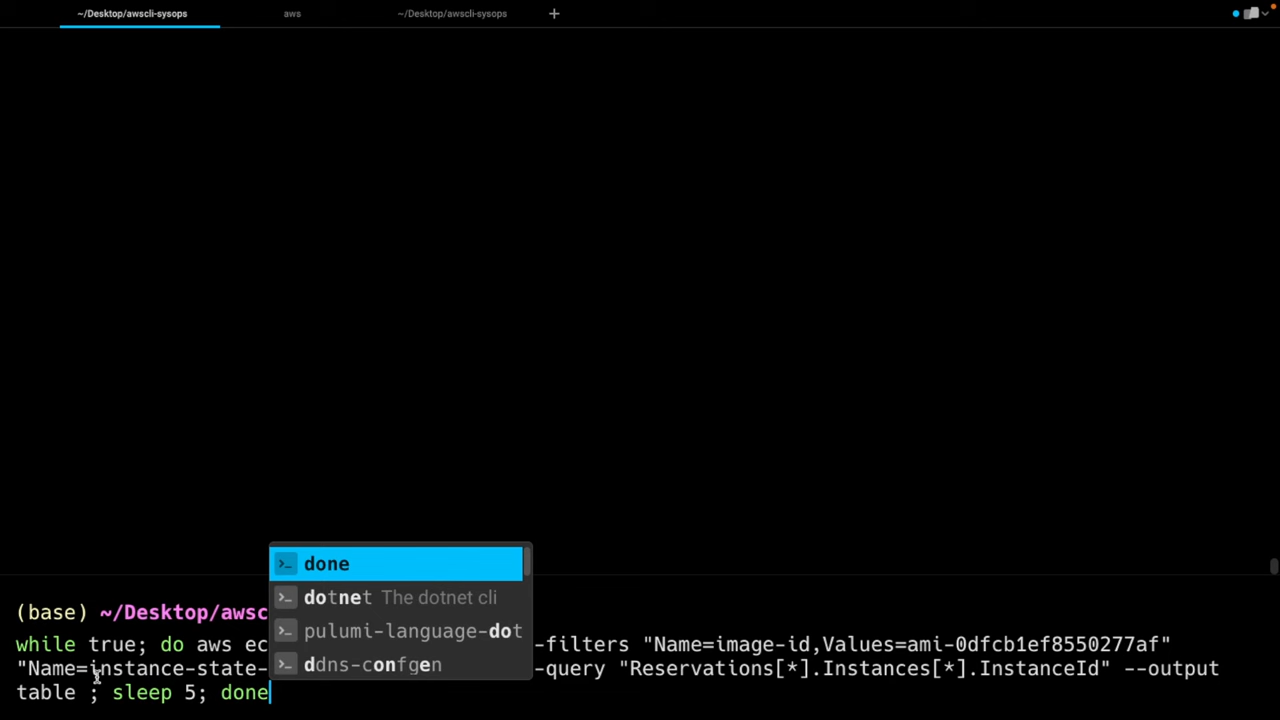 ~/Desktop/awscli-sysops aws ~/Desktop/awscli-sysops +
done
dotnet The dotnet cli
pulumi-language-dot
ddns-confgen
(base) ~/Desktop/awsc
while true; do aws ec -filters "Name=image-id,Values=ami-0dfcb1ef8550277af"
"Name=instance-state- -query "Reservations[*].Instances[*].InstanceId" --output
table ; sleep 5; done